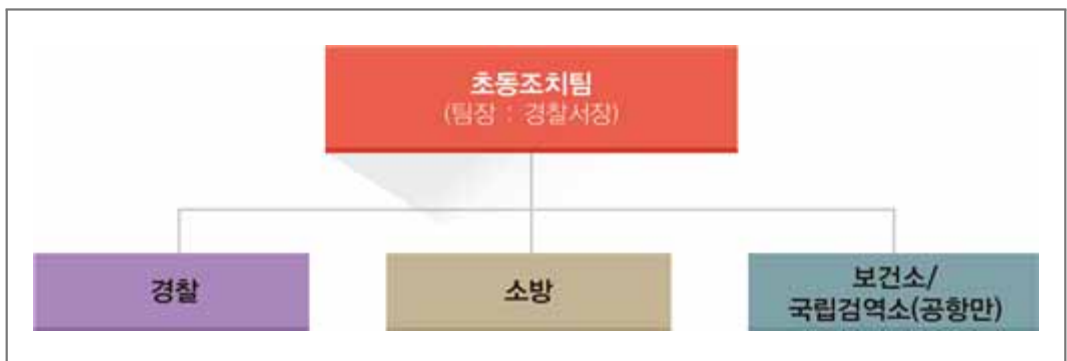 초동조치팀
(팀장 : 경찰서장)
경찰
소방
보건소/
국립검역소(공항만)